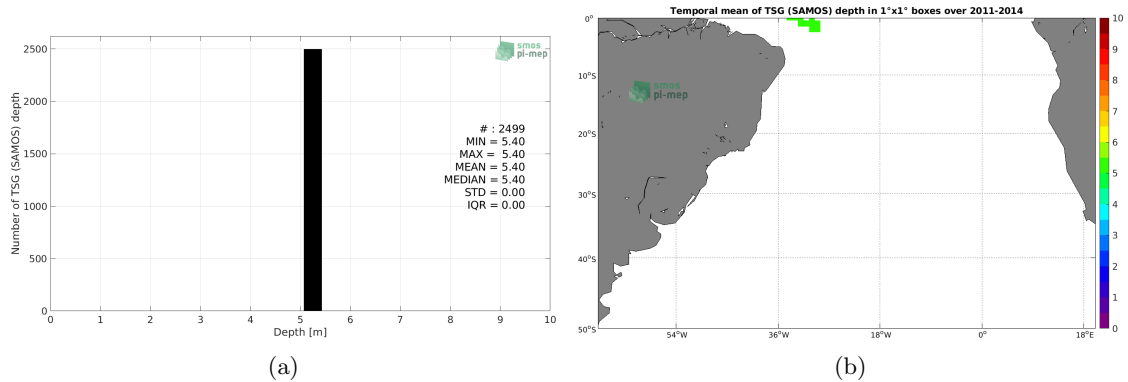 Temporal mean of TSG (SAMOS) depth in 1°x1° boxes over 2011-2014
Number of TSG (SAMOS) depth
2500
2000
1500
1000
500
0
smos
pi-mep
# : 2499
MIN = 5.40
MAX = 5.40
MEAN = 5.40
MEDIAN = 5.40
STD = 0.00
IQR = 0.00
0 1 2 3 4 5 6 7 8 9 10
Depth [m]
(a)
0°
10°S
20°S
30°S
40°S
50°S
smos
pi-mep
54°W 36°W 18°W 0° 18°E
10
9
8
7
6
5
4
3
2
1
0
(b)